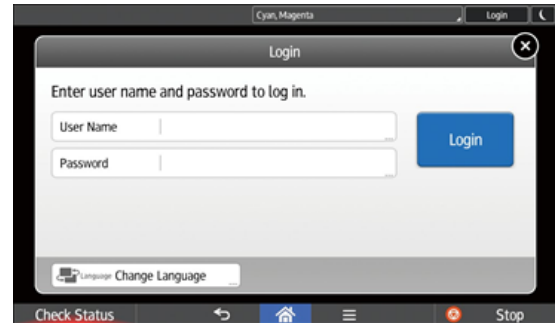 Cyan, Magenta Login
Login
Enter user name and password to log in.
User Name
Login
Password
Language Change Language
Check Status Stop